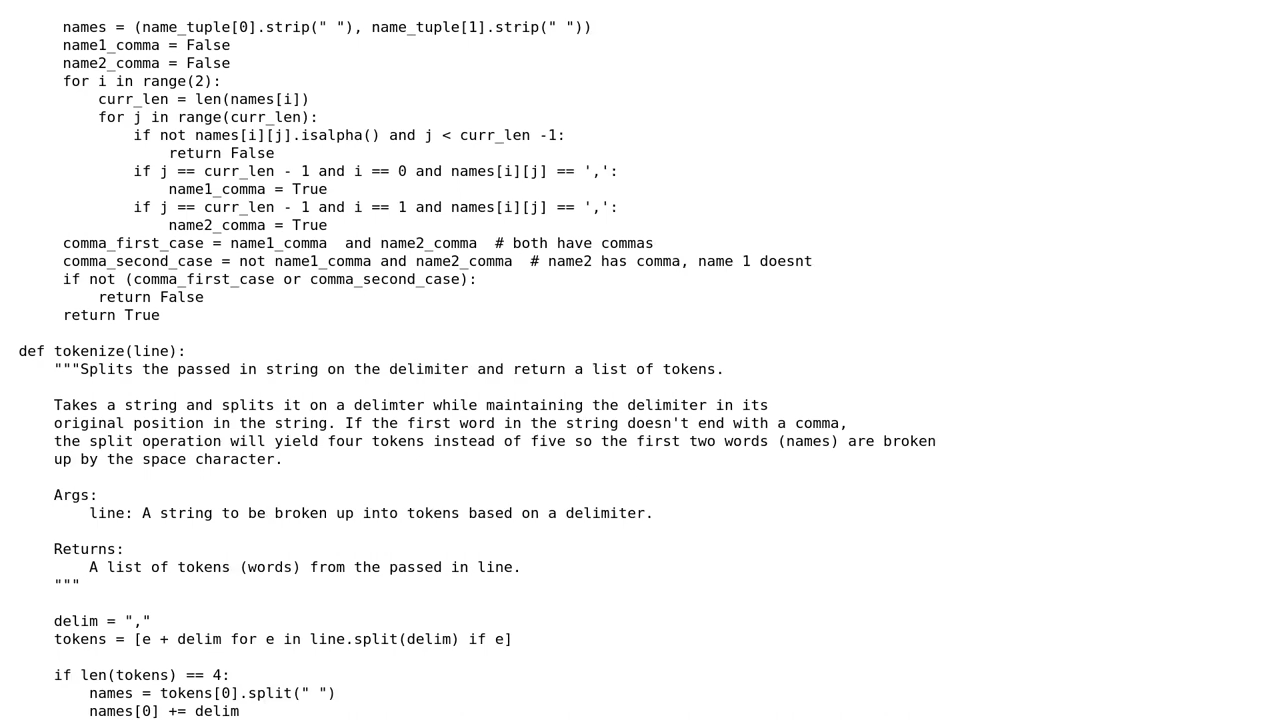 names = (name_tuple[0].strip(" "), name_tuple[1].strip(" "))
name1_comma = False
name2_comma = False
for i in range(2):
curr_len = len(names[i])
for j in range(curr_len):
if not names[i][j].isalpha() and j < curr_len -1:
return False
if j == curr_len - 1 and i == 0 and names[i][j] == ',':
name1_comma = True
if j == curr_len - 1 and i == 1 and names[i][j] == ',':
name2_comma = True
comma_first_case = name1_comma  and name2_comma  # both have commas
comma_second_case = not name1_comma and name2_comma  # name2 has comma, name 1 doesnt
if not (comma_first_case or comma_second_case):
return False
return True
def tokenize(line):
"""Splits the passed in string on the delimiter and return a list of tokens.
Takes a string and splits it on a delimter while maintaining the delimiter in its
original position in the string. If the first word in the string doesn't end with a comma,
the split operation will yield four tokens instead of five so the first two words (names) are broken
up by the space character.
Args:
line: A string to be broken up into tokens based on a delimiter.
Returns:
A list of tokens (words) from the passed in line.
"""
delim = ","
tokens = [e + delim for e in line.split(delim) if e]
if len(tokens) == 4:
names = tokens[0].split(" ")
names[0] += delim